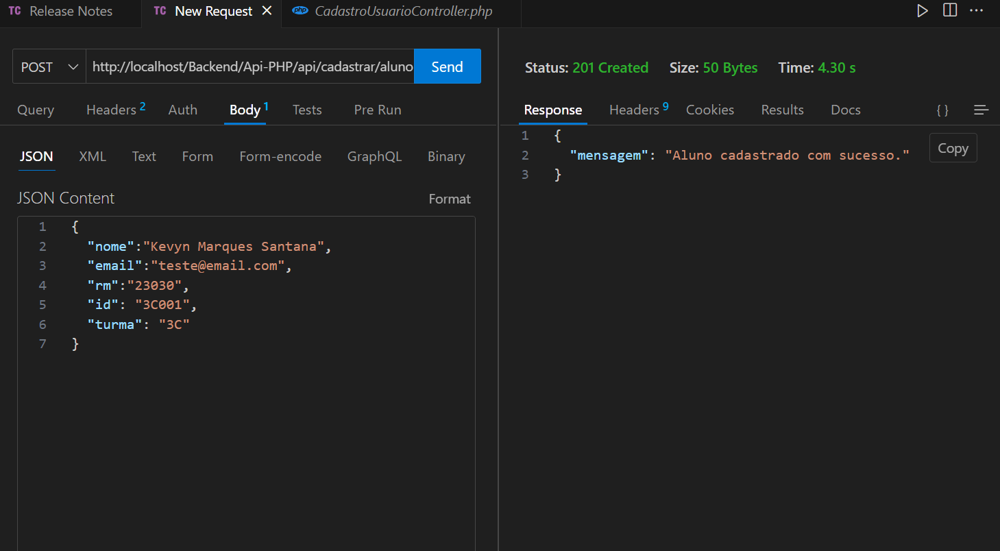 TC Release Notes TC New Request × php CadastroUsuarioController.php ...
POST http://localhost/Backend/Api-PHP/api/cadastrar/aluno Send
Query Headers 2 Auth Body 1 Tests Pre Run
JSON XML Text Form Form-encode GraphQL Binary
JSON Content Format
1 {
2 "nome":"Kevyn Marques Santana",
3 "email":"teste@email.com",
4 "rm":"23030",
5 "id": "3C001",
6 "turma": "3C"
7 }
Status: 201 Created Size: 50 Bytes Time: 4.30 s
Response Headers 9 Cookies Results Docs { }
1 {
2 "mensagem": "Aluno cadastrado com sucesso."
3 }
Copy